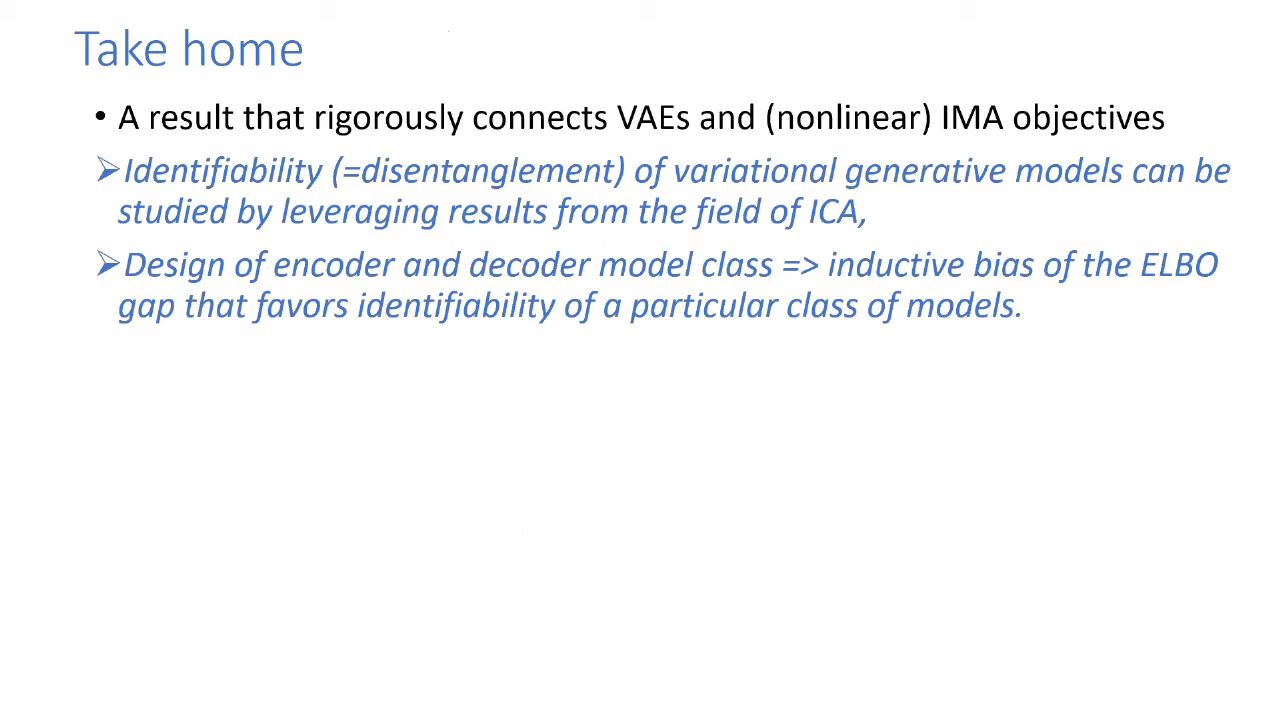 Take home
• A result that rigorously connects VAEs and (nonlinear) IMA objectives
➢Identifiability (=disentanglement) of variational generative models can be
studied by leveraging results from the field of ICA,
➢Design of encoder and decoder model class => inductive bias of the ELBO
gap that favors identifiability of a particular class of models.